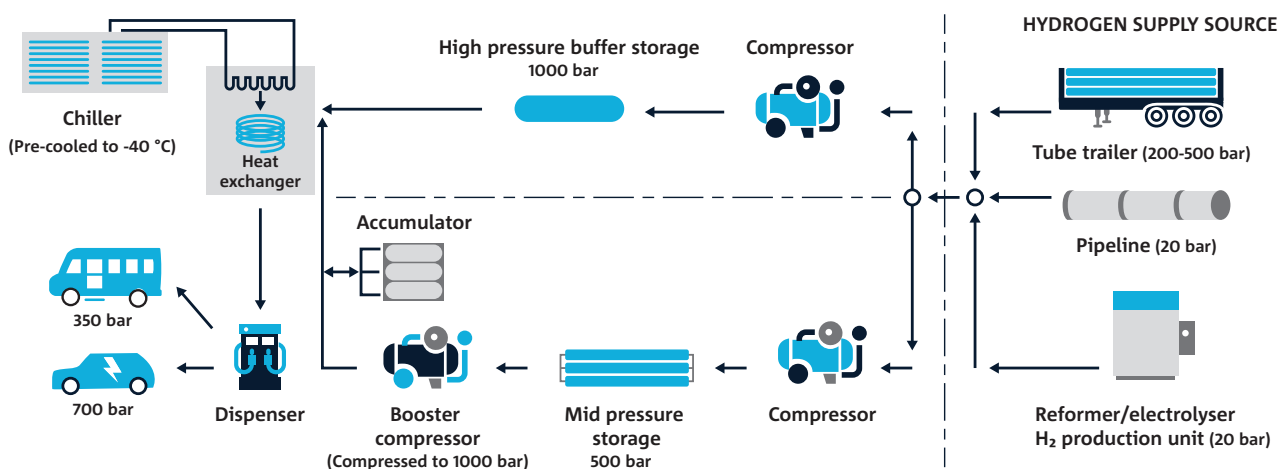 HYDROGEN SUPPLY SOURCE
High pressure buffer storage
1000 bar
Compressor
Chiller
(Pre-cooled to -40 °C)
Heat
exchanger
Tube trailer (200-500 bar)
Accumulator
Pipeline (20 bar)
350 bar
700 bar
Dispenser
Booster
compressor
(Compressed to 1000 bar)
Mid pressure
storage
500 bar
Compressor
Reformer/electrolyser
H₂ production unit (20 bar)